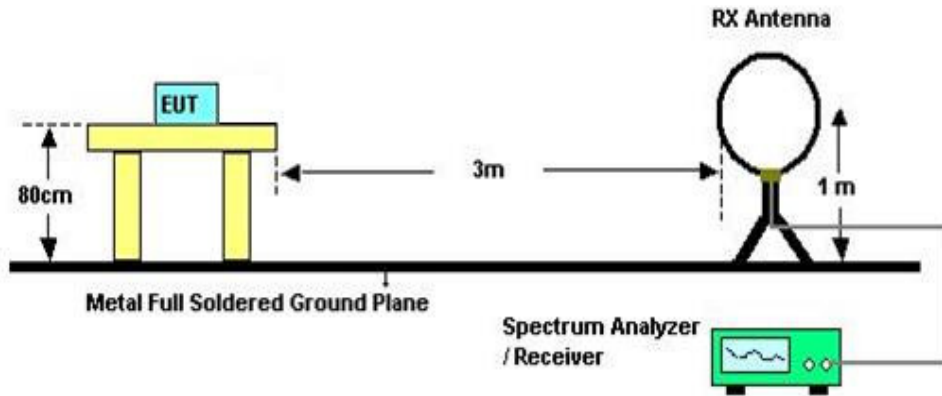 RX Antenna
EUT
80cm
3m
1 m
Metal Full Soldered Ground Plane
Spectrum Analyzer
/ Receiver